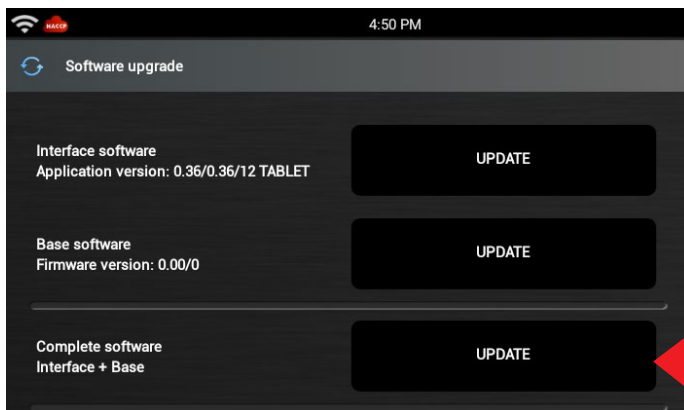 HACCP
4:50 PM
Software upgrade
Interface software
Application version: 0.36/0.36/12 TABLET
UPDATE
Base software
Firmware version: 0.00/0
UPDATE
Complete software
Interface + Base
UPDATE